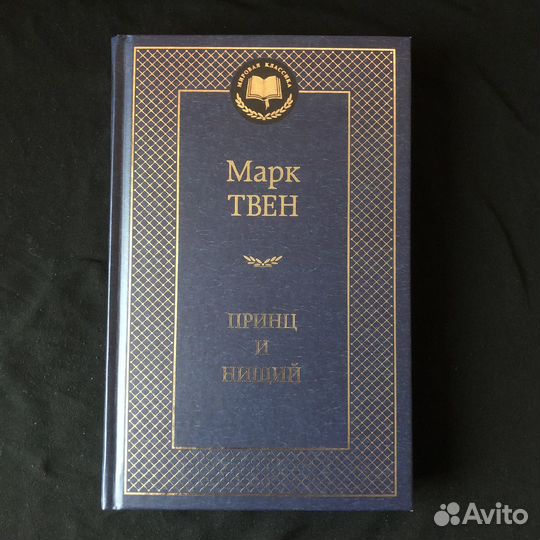 МИРОВАЯ КЛАССИКА
Марк
ТВЕН
ПРИНЦ
И
НИЩИЙ
Avito